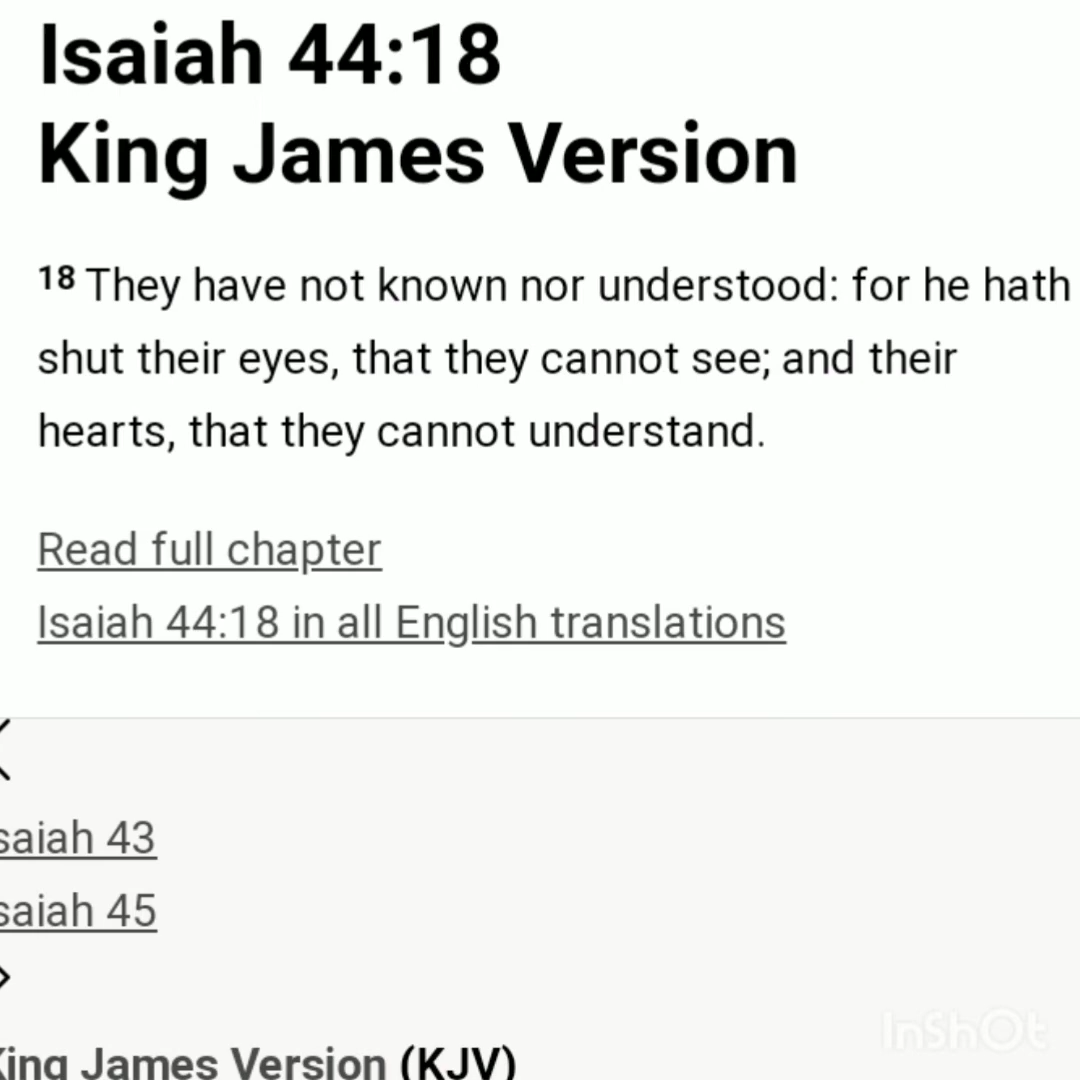 Isaiah 44:18
King James Version
18 They have not known nor understood: for he hath
shut their eyes, that they cannot see; and their
hearts, that they cannot understand.
Read full chapter
Isaiah 44:18 in all English translations
saiah 43
saiah 45
King James Version (KJV)
InShOt